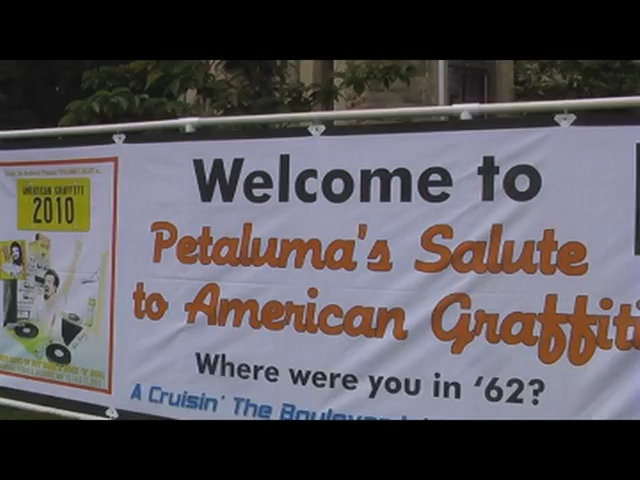 AMERICAN GRAFFITI
2010
Welcome to
Petaluma's Salute
to American Graffiti
Where were you in '62?
A Cruisin' The Boulevard